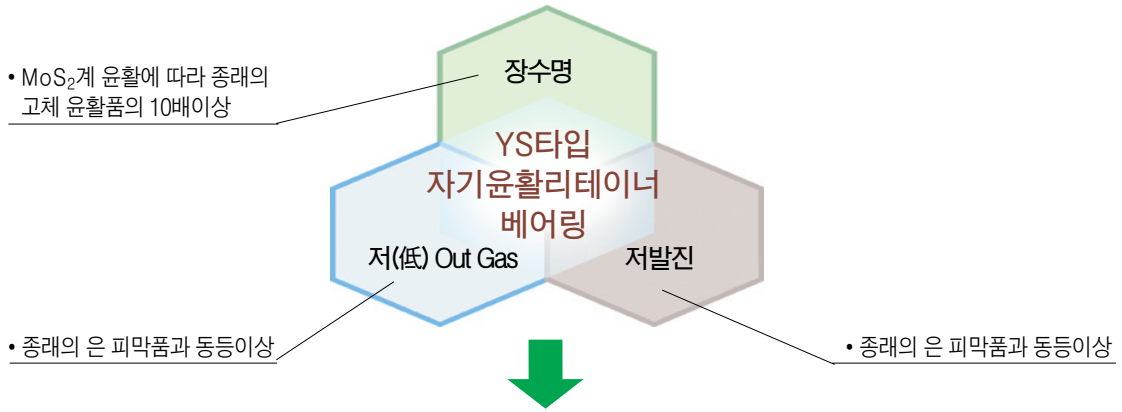 장수명
• MoS₂계 윤활에 따라 종래의
고체 윤활품의 10배이상
YS타입
자기윤활리테이너
베어링
저(低) Out Gas
저발진
• 종래의 은 피막품과 동등이상
• 종래의 은 피막품과 동등이상